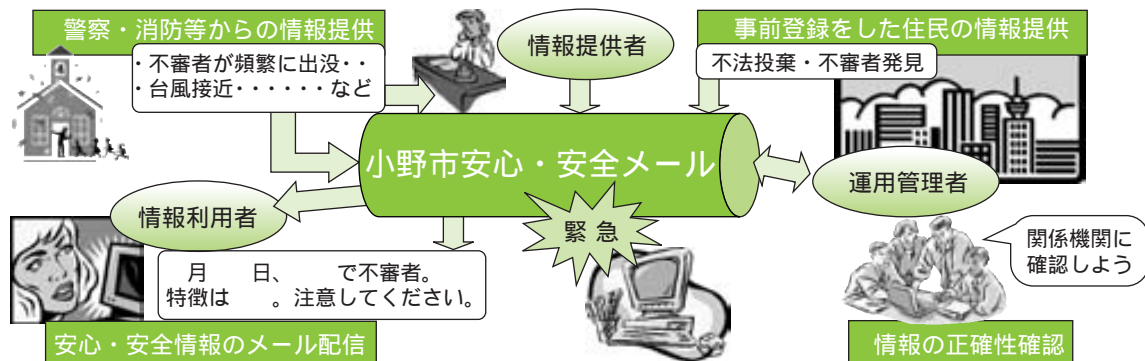 警察・消防等からの情報提供
・不審者が頻繁に出没・・
・台風接近・・・・・・など
情報提供者
事前登録をした住民の情報提供
不法投棄・不審者発見
小野市安心・安全メール
運用管理者
情報利用者
緊急
月　　日、　　で不審者。
特徴は　　。注意してください。
関係機関に
確認しよう
安心・安全情報のメール配信
情報の正確性確認